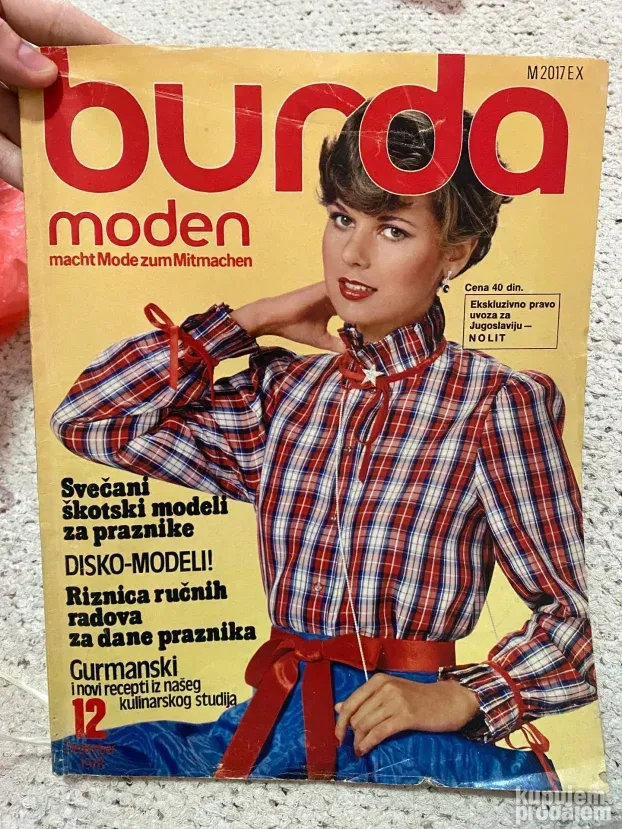 M2017EX
burda
moden
macht Mode zum Mitmachen
Cena 40 din.
Ekskluzivno pravo
uvoza za
Jugoslaviju —
NOLIT
Svečani
škotski modeli
za praznike
DISKO-MODELI!
Riznica ručnih
radova
za dane praznika
Gurmanski
i novi recepti iz našeg
kulinarskog studija
12
kupujem
prodajem